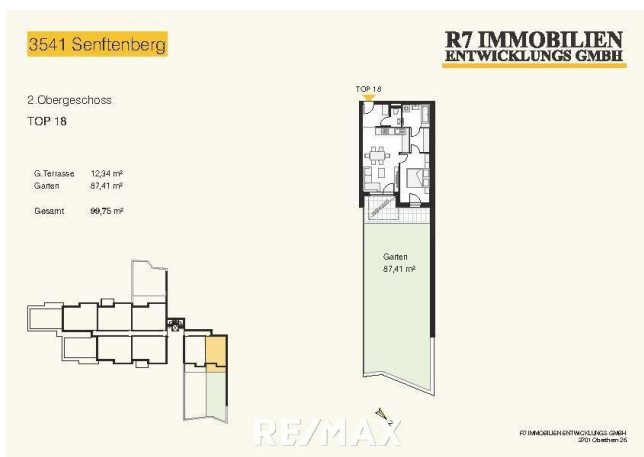 3541 Senftenberg
R7 IMMOBILIEN
ENTWICKLUNGS GMBH
2.Obergeschoss
TOP 18
G.Terrasse 12,34 m²
Garten 87,41 m²
Gesamt 99,75 m²
TOP 18
Garten
87,41 m²
N
RE/MAX
R7 IMMOBILIEN ENTWICKLUNGS GMBH
3701 Oberthern 26